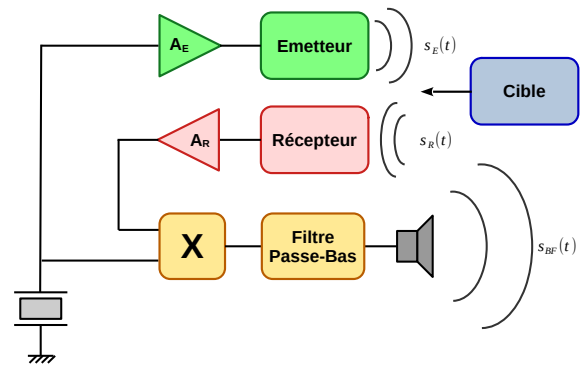 A_E
Emetteur
s_E(t)
Cible
A_R
Récepteur
s_R(t)
X
Filtre
Passe-Bas
s_BF(t)